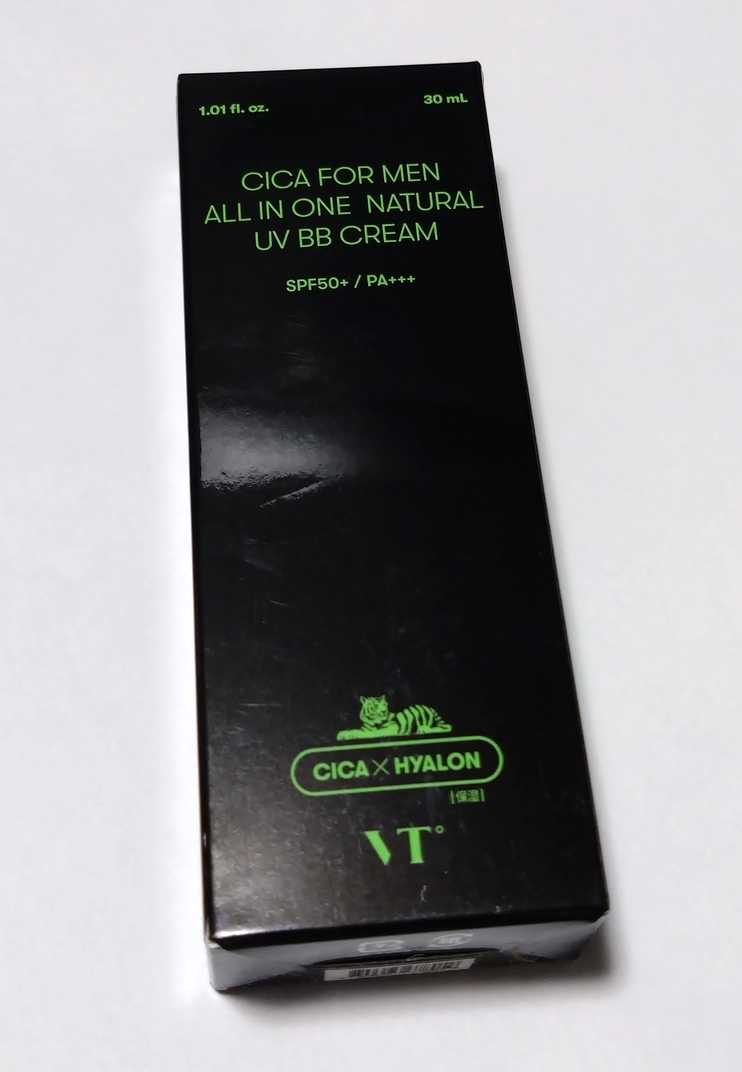 1.01 fl. oz. 30 mL
CICA FOR MEN
ALL IN ONE NATURAL
UV BB CREAM
SPF50+ / PA+++
CICA×HYALON
|保湿|
VT°